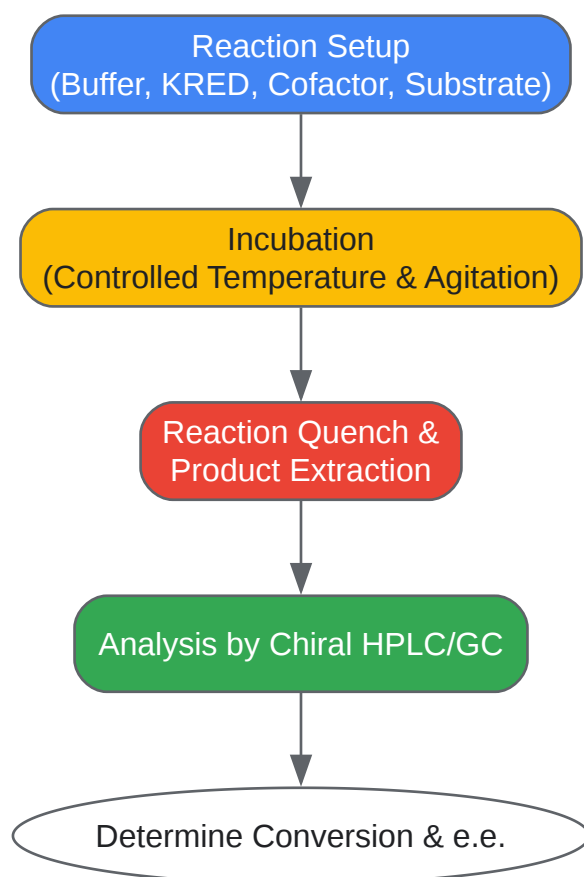 Reaction Setup
(Buffer, KRED, Cofactor, Substrate)
Incubation
(Controlled Temperature & Agitation)
Reaction Quench &
Product Extraction
Analysis by Chiral HPLC/GC
Determine Conversion & e.e.